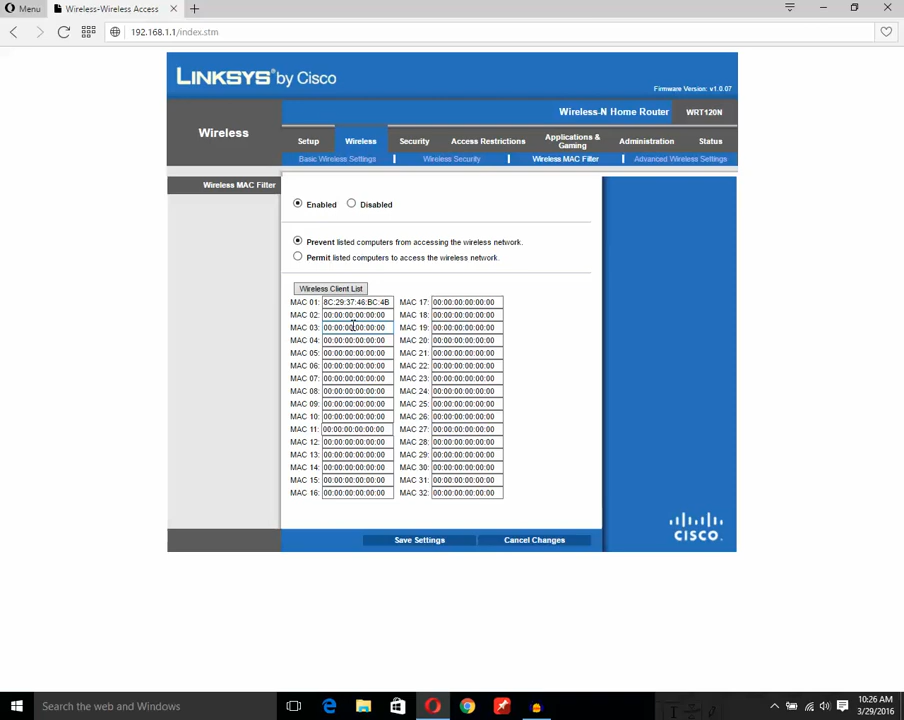 Menu
Wireless-Wireless Access
192.168.1.1/index.stm
LINKSYS® by Cisco
Firmware Version: v1.0.07
Wireless-N Home Router
WRT120N
Wireless
Setup
Wireless
Security
Access Restrictions
Applications &
Gaming
Administration
Status
Basic Wireless Settings
Wireless Security
Wireless MAC Filter
Advanced Wireless Settings
Wireless MAC Filter
Enabled
Disabled
Prevent listed computers from accessing the wireless network.
Permit listed computers to access the wireless network.
Wireless Client List
MAC 01: 8C:29:37:46:BC:4B MAC 17: 00:00:00:00:00:00
MAC 02: 00:00:00:00:00:00 MAC 18: 00:00:00:00:00:00
MAC 03: 00:00:00:00:00:00 MAC 19: 00:00:00:00:00:00
MAC 04: 00:00:00:00:00:00 MAC 20: 00:00:00:00:00:00
MAC 05: 00:00:00:00:00:00 MAC 21: 00:00:00:00:00:00
MAC 06: 00:00:00:00:00:00 MAC 22: 00:00:00:00:00:00
MAC 07: 00:00:00:00:00:00 MAC 23: 00:00:00:00:00:00
MAC 08: 00:00:00:00:00:00 MAC 24: 00:00:00:00:00:00
MAC 09: 00:00:00:00:00:00 MAC 25: 00:00:00:00:00:00
MAC 10: 00:00:00:00:00:00 MAC 26: 00:00:00:00:00:00
MAC 11: 00:00:00:00:00:00 MAC 27: 00:00:00:00:00:00
MAC 12: 00:00:00:00:00:00 MAC 28: 00:00:00:00:00:00
MAC 13: 00:00:00:00:00:00 MAC 29: 00:00:00:00:00:00
MAC 14: 00:00:00:00:00:00 MAC 30: 00:00:00:00:00:00
MAC 15: 00:00:00:00:00:00 MAC 31: 00:00:00:00:00:00
MAC 16: 00:00:00:00:00:00 MAC 32: 00:00:00:00:00:00
CISCO.
Save Settings
Cancel Changes
Search the web and Windows
10:26 AM
3/29/2016